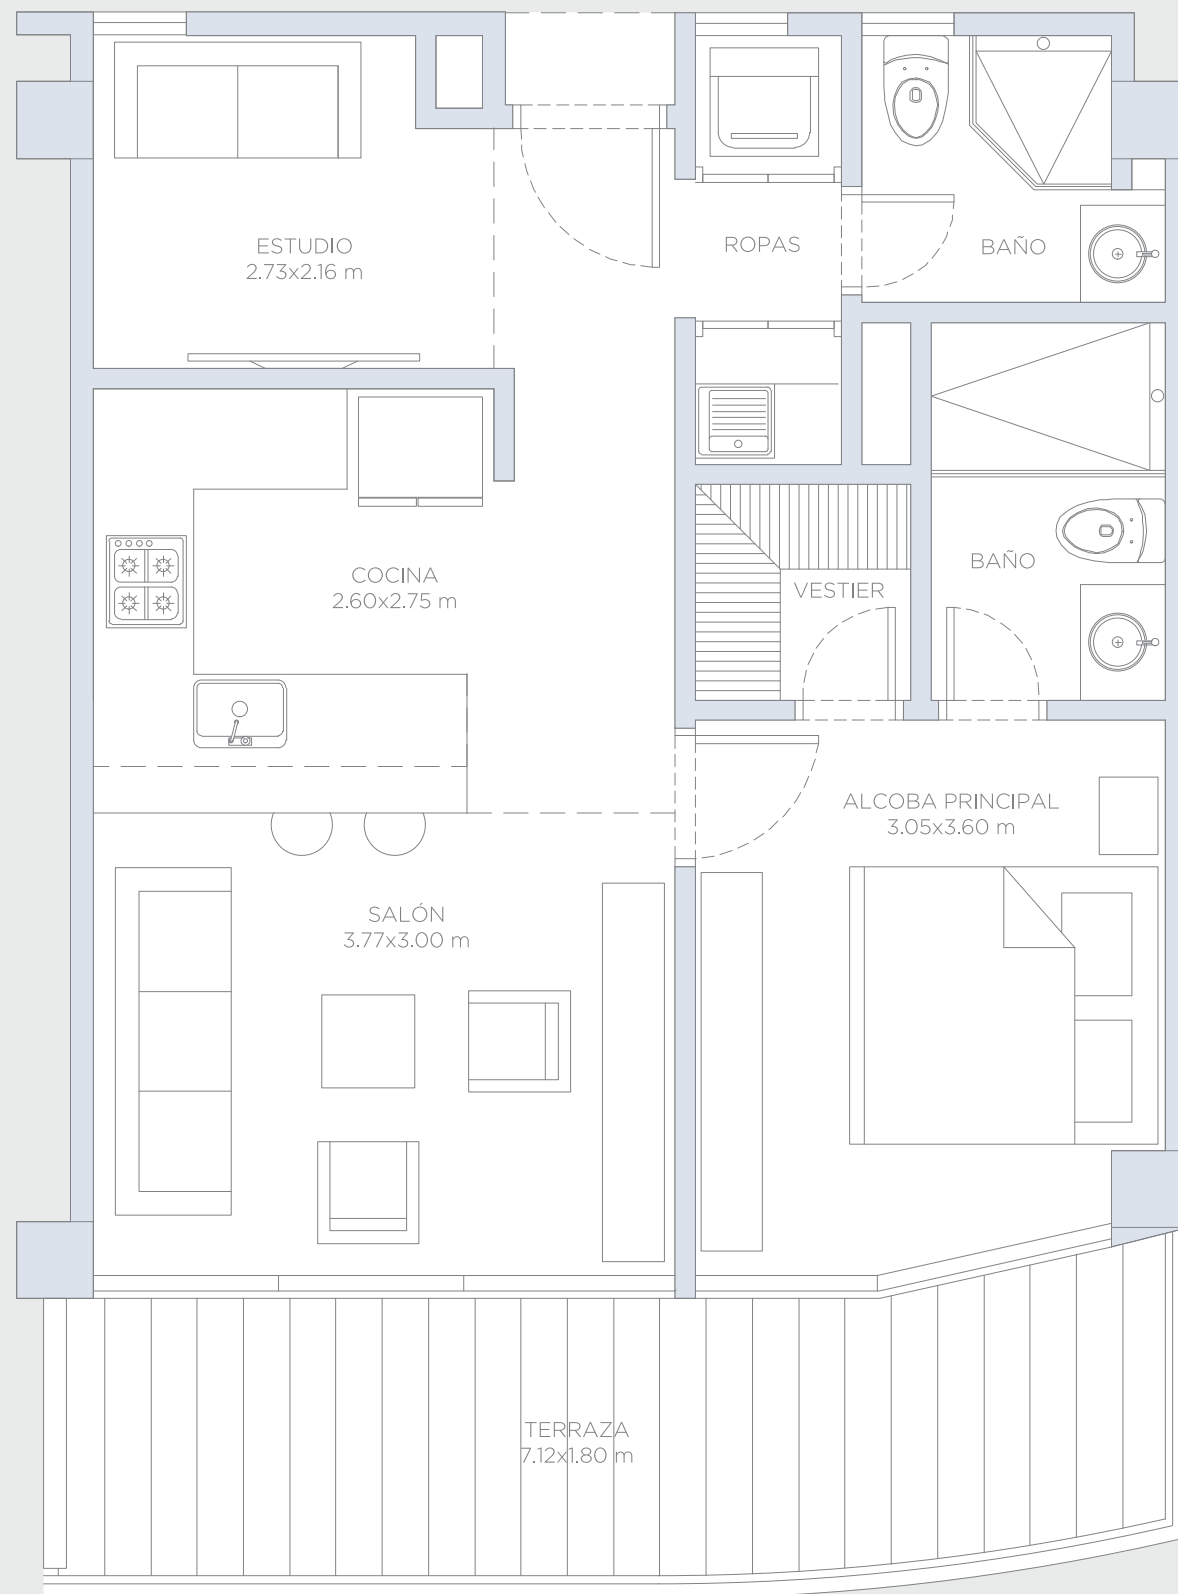 ESTUDIO
2.73x2.16 m
ROPAS
BAÑO
COCINA
2.60x2.75 m
VESTIER
BAÑO
ALCOBA PRINCIPAL
3.05x3.60 m
SALÓN
3.77x3.00 m
TERRAZA
7.12x1.80 m